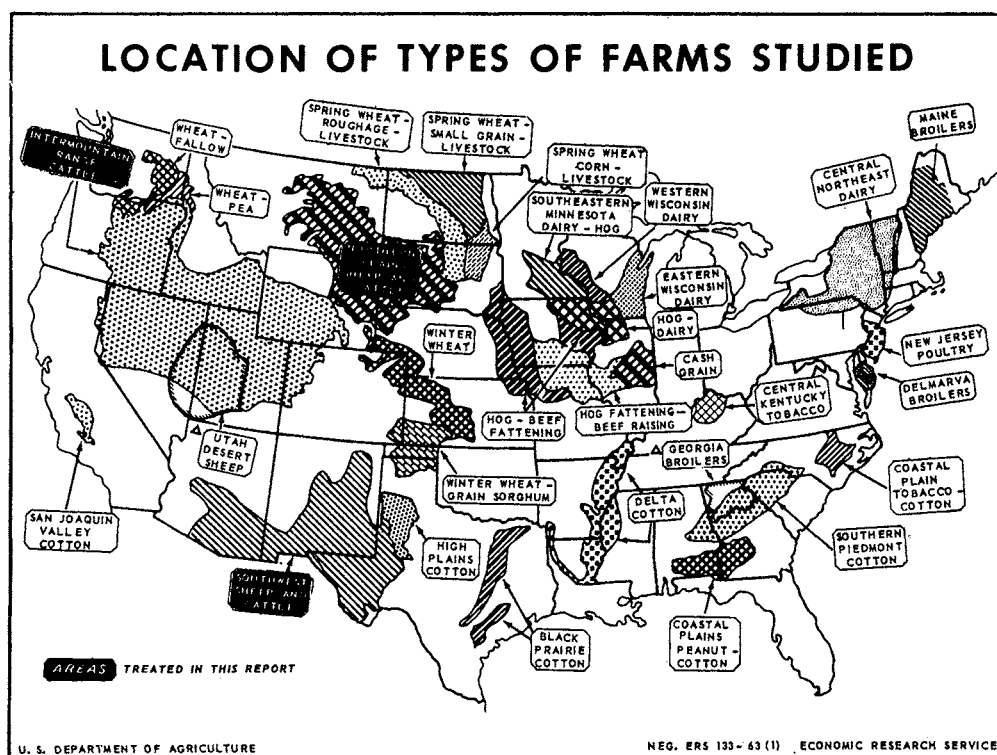 LOCATION OF TYPES OF FARMS STUDIED
SPRING WHEAT-
ROUGHAGE-
LIVESTOCK
SPRING WHEAT-
SMALL GRAIN-
LIVESTOCK
MAINE
BROILERS
WHEAT-
FALLOW
INTERMOUNTAIN
RANGE
CATTLE
WHEAT-
PEA
SPRING WHEAT
CORN-
LIVESTOCK
WESTERN
WISCONSIN
DAIRY
SOUTHEASTERN
MINNESOTA
DAIRY-HOG
CENTRAL
NORTHEAST
DAIRY
EASTERN
WISCONSIN
DAIRY
HOG-
DAIRY
WINTER
WHEAT
CASH
GRAIN
NEW JERSEY
POULTRY
DELMARVA
BROILERS
HOG-BEEF
FATTENING
HOG FATTENING-
BEEF RAISING
CENTRAL
KENTUCKY
TOBACCO
UTAH
DESERT
SHEEP
GEORGIA
BROILERS
WINTER WHEAT-
GRAIN SORGHUM
DELTA
COTTON
COASTAL
PLAIN
TOBACCO-
COTTON
SAN JOAQUIN
VALLEY
COTTON
HIGH
PLAINS
COTTON
SOUTHERN
PIEDMONT
COTTON
SOUTHWEST
SHEEP AND
CATTLE
BLACK
PRAIRIE
COTTON
COASTAL
PLAINS
PEANUT-
COTTON
AREAS TREATED IN THIS REPORT
U. S. DEPARTMENT OF AGRICULTURE
NEG. ERS 133-63 (1) ECONOMIC RESEARCH SERVICE